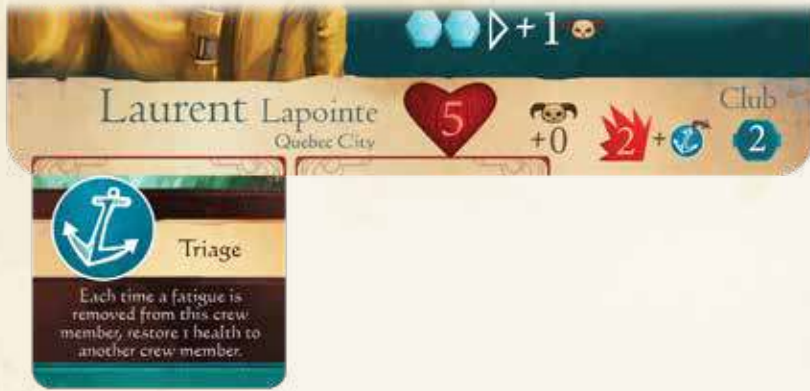 +1
Laurent Lapointe
Quebec City
5
+0
2 +
Club
2
Triage
Each time a fatigue is
removed from this crew
member, restore 1 health to
another crew member.